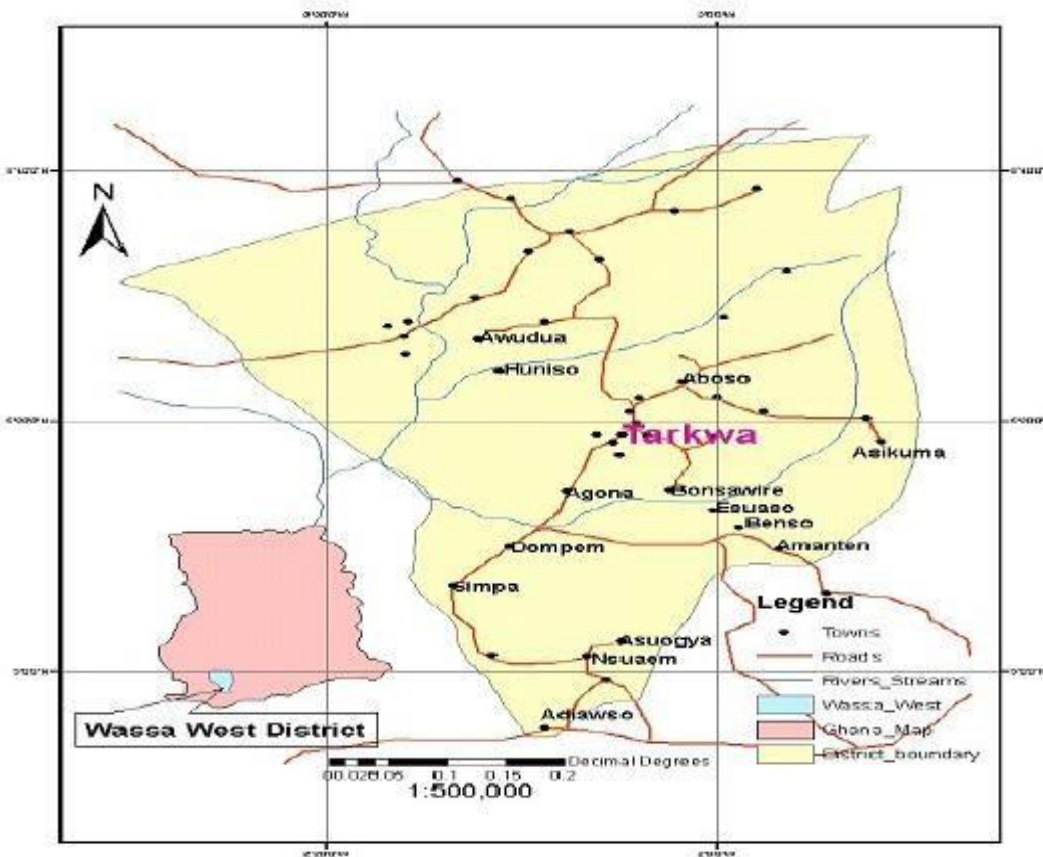 N
Awudua
Huniso
Aboso
Tarkwa
Asikuma
Agona
Bonsawire
Esuaso
Benso
Dompem
Amanten
Simpa
Legend
Towns
Asuogya
Roads
Nsuaem
Rivers_Streams
Wassa_West
Adiawso
Ghana_Map
Wassa West District
District_boundary
Decimal Degrees
0.1 0.15 0.2
1:500,000